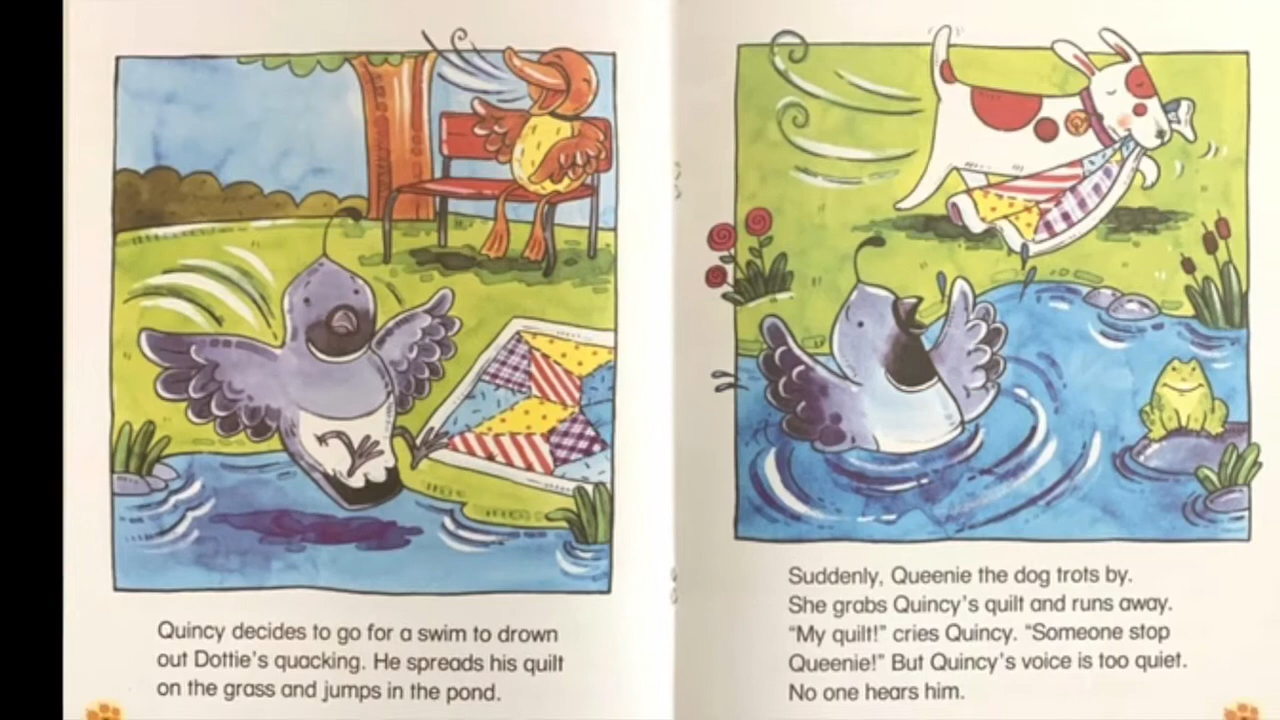 Quincy decides to go for a swim to drown
out Dottie's quacking. He spreads his quilt
on the grass and jumps in the pond.
Suddenly, Queenie the dog trots by.
She grabs Quincy's quilt and runs away.
"My quilt!" cries Quincy. "Someone stop
Queenie!" But Quincy's voice is too quiet.
No one hears him.